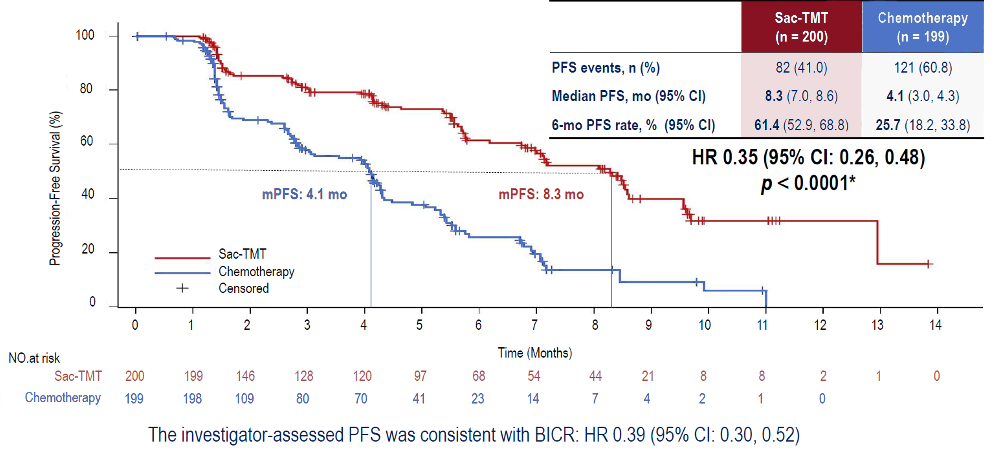 Sac-TMT Chemotherapy
(n = 200) (n = 199)
PFS events, n (%) 82 (41.0) 121 (60.8)
Median PFS, mo (95% CI) 8.3 (7.0, 8.6) 4.1 (3.0, 4.3)
6-mo PFS rate, % (95% CI) 61.4 (52.9, 68.8) 25.7 (18.2, 33.8)
HR 0.35 (95% CI: 0.26, 0.48)
p < 0.0001*
Progression-Free Survival (%)
100
80
60
40
20
0
mPFS: 4.1 mo mPFS: 8.3 mo
Sac-TMT
Chemotherapy
Censored
0 1 2 3 4 5 6 7 8 9 10 11 12 13 14
Time (Months)
NO.at risk
Sac-TMT 200 199 146 128 120 97 68 54 44 21 8 8 2 1 0
Chemotherapy 199 198 109 80 70 41 23 14 7 4 2 1 0
The investigator-assessed PFS was consistent with BICR: HR 0.39 (95% CI: 0.30, 0.52)